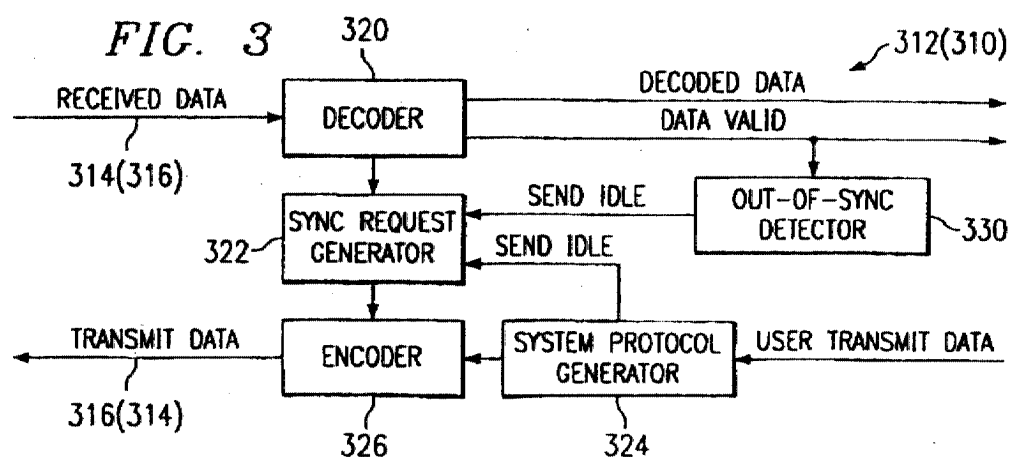 FIG. 3
320
312(310)
RECEIVED DATA
DECODER
DECODED DATA
DATA VALID
314(316)
SEND IDLE
OUT-OF-SYNC
DETECTOR
330
SYNC REQUEST
GENERATOR
322
SEND IDLE
TRANSMIT DATA
ENCODER
SYSTEM PROTOCOL
GENERATOR
USER TRANSMIT DATA
316(314)
326
324